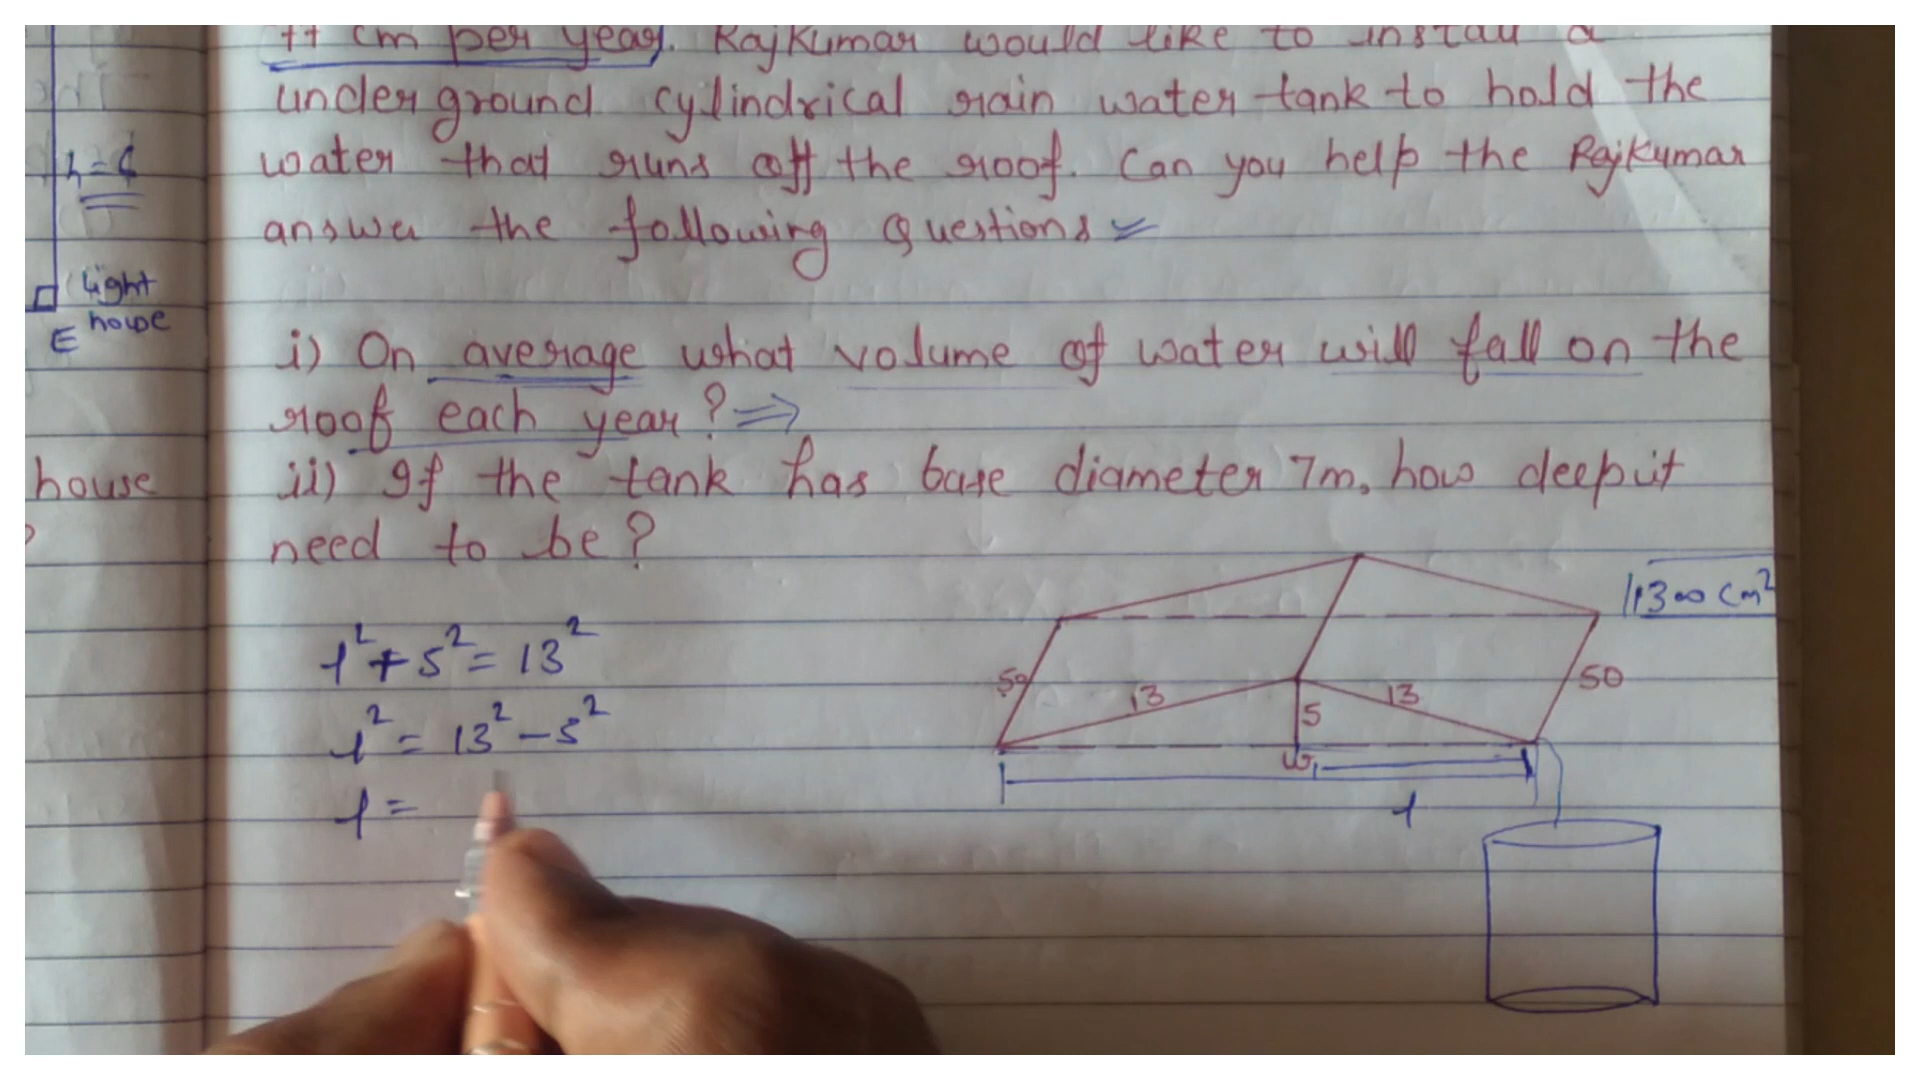 77 cm per year. Rajkumar would like to install a
underground cylindrical rain water tank to hold the
water that runs off the roof. Can you help the Rajkumar
answer the following Questions
light
house
E
i) On average what volume of water will fall on the
roof each year? ⇒
house
ii) If the tank has base diameter 7m, how deep it
need to be?
1300 cm²
l² + 5² = 13²
50
13
13
50
l² = 13² - 5²
5
l =
l